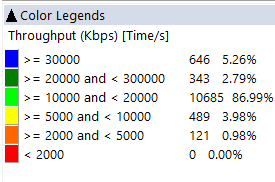 ▲ Color Legends
Throughput (Kbps) [Time/s]
>= 30000 646 5.26%
>= 20000 and < 300000 343 2.79%
>= 10000 and < 20000 10685 86.99%
>= 5000 and < 10000 489 3.98%
>= 2000 and < 5000 121 0.98%
< 2000 0 0.00%